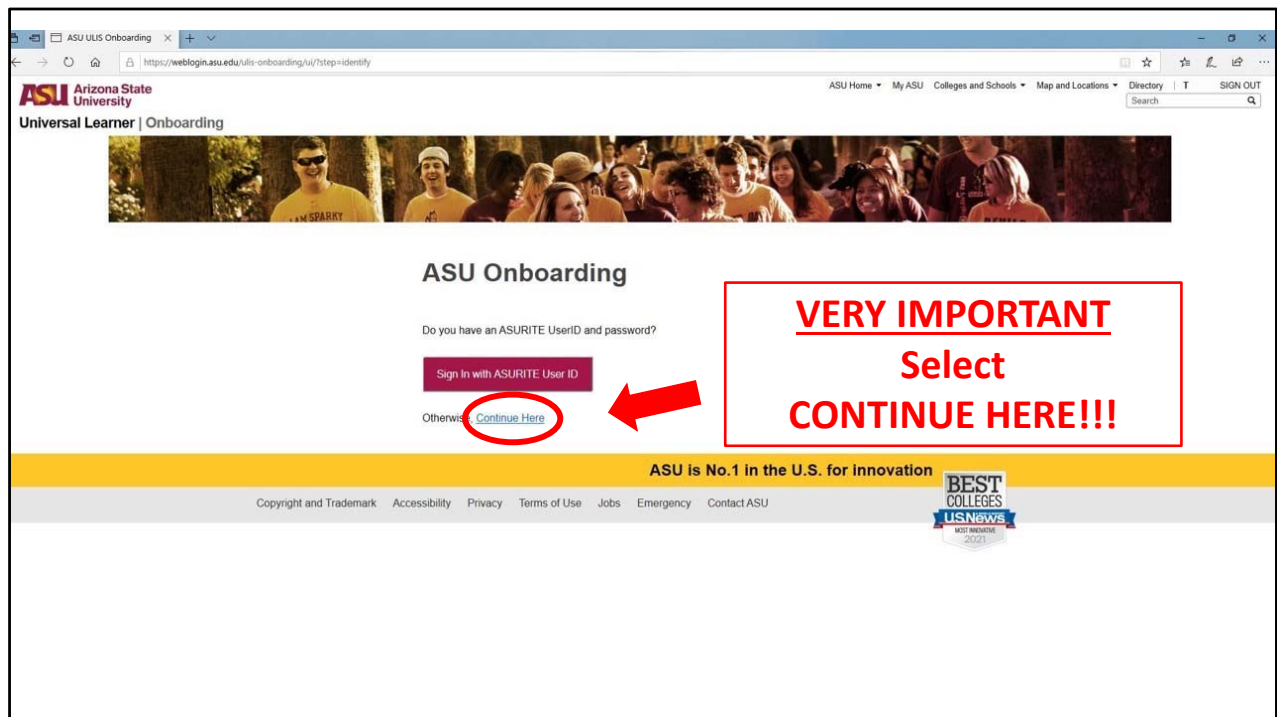 ASU ULIS Onboarding
https://weblogin.asu.edu/ulis-onboarding/ui/?step=identify
ASU Arizona State University
ASU Home My ASU Colleges and Schools Map and Locations Directory T SIGN OUT
Search
Universal Learner | Onboarding
I AM SPARKY
ASU Onboarding
Do you have an ASURITE UserID and password?
Sign In with ASURITE User ID
Otherwise, Continue Here
VERY IMPORTANT
Select
CONTINUE HERE!!!
ASU is No.1 in the U.S. for innovation
Copyright and Trademark Accessibility Privacy Terms of Use Jobs Emergency Contact ASU
BEST
COLLEGES
U.S.News
MOST INNOVATIVE
2021